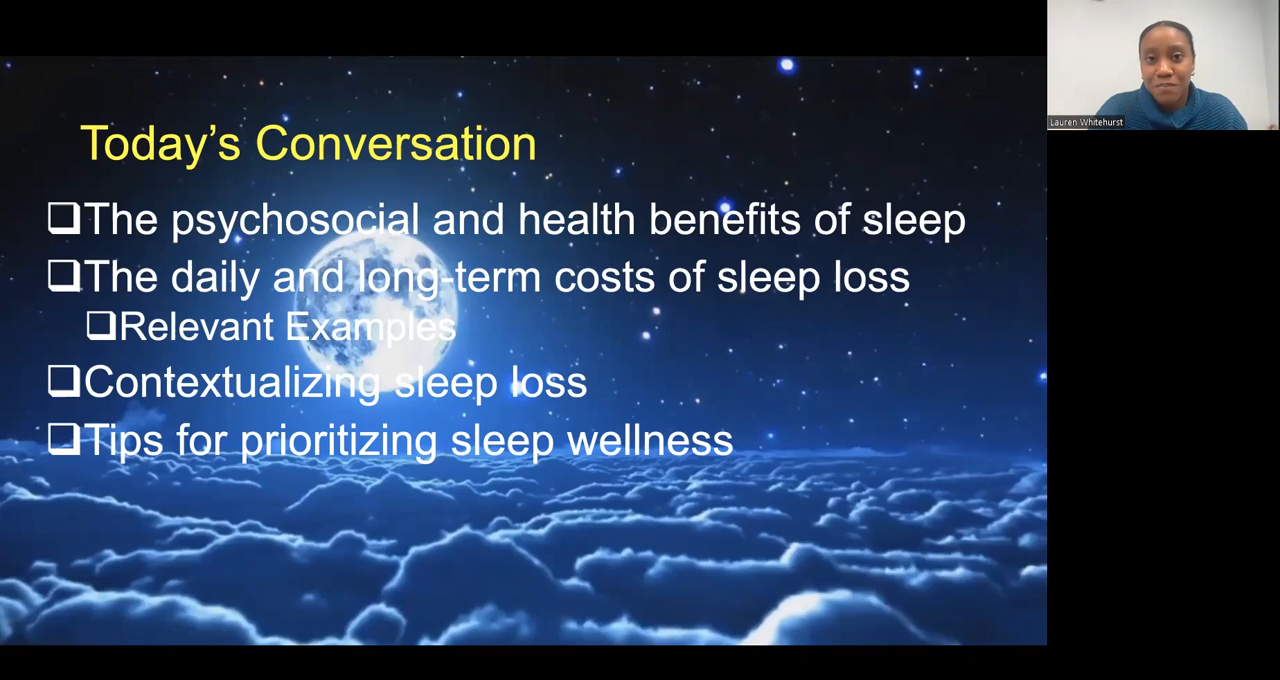 Today’s Conversation
❑The psychosocial and health benefits of sleep
❑The daily and long-term costs of sleep loss
❑Relevant Examples
❑Contextualizing sleep loss
❑Tips for prioritizing sleep wellness
Lauren Whitehurst